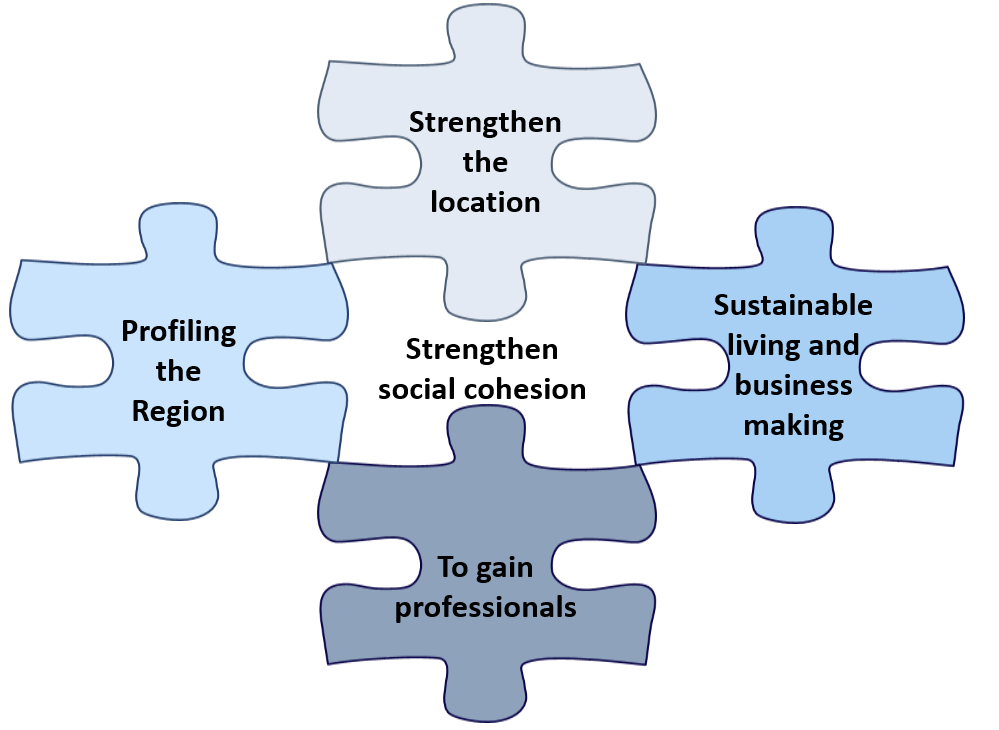 Strengthen
the
location
Profiling
the
Region
Strengthen
social cohesion
Sustainable
living and
business
making
To gain
professionals